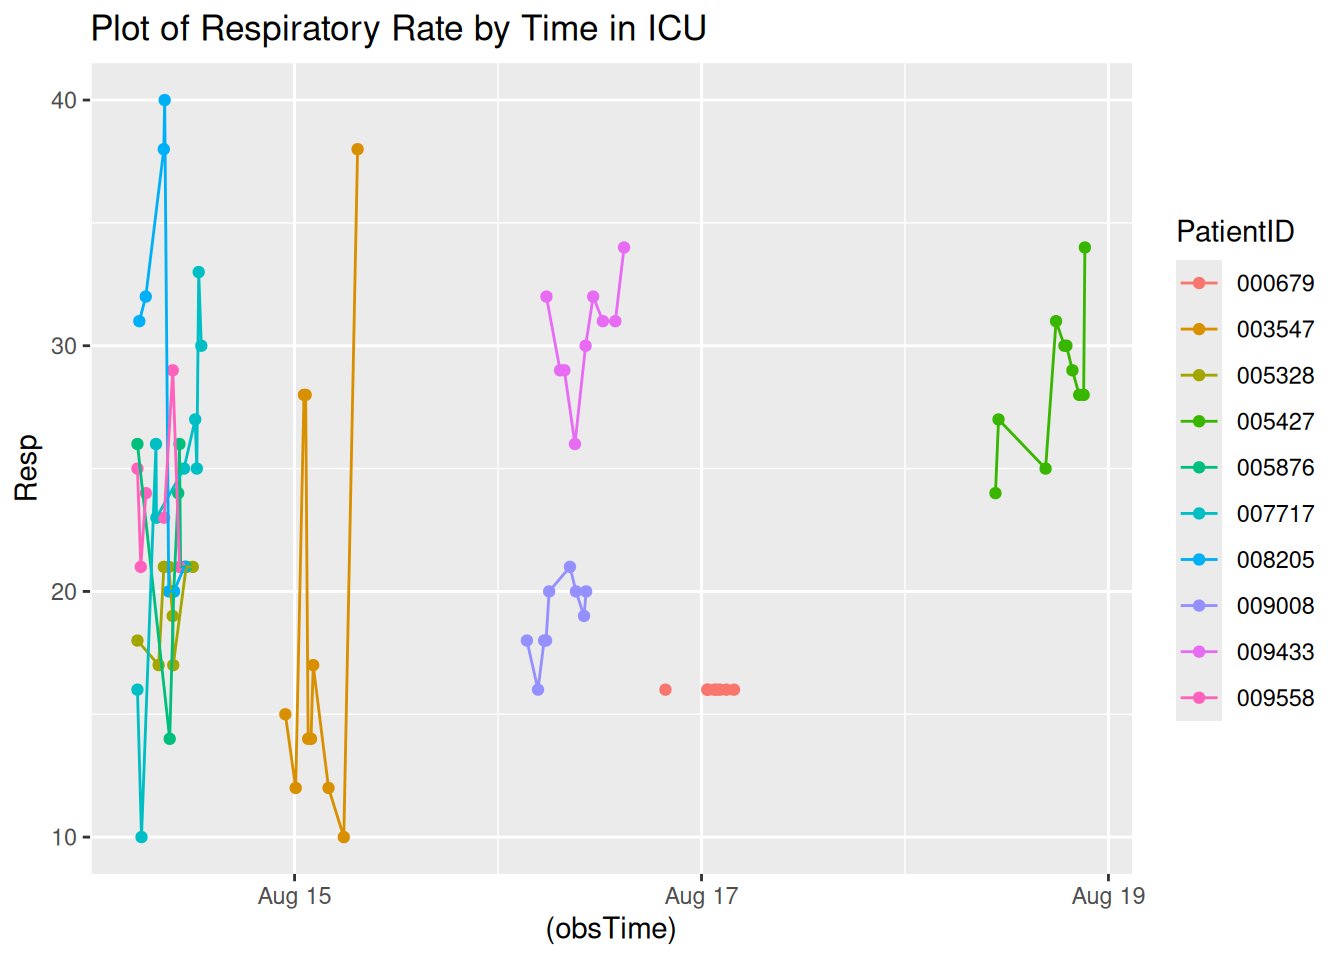 Plot of Respiratory Rate by Time in ICU
40
30
20
10
Resp
Aug 15
Aug 17
Aug 19
(obsTime)
PatientID
000679
003547
005328
005427
005876
007717
008205
009008
009433
009558